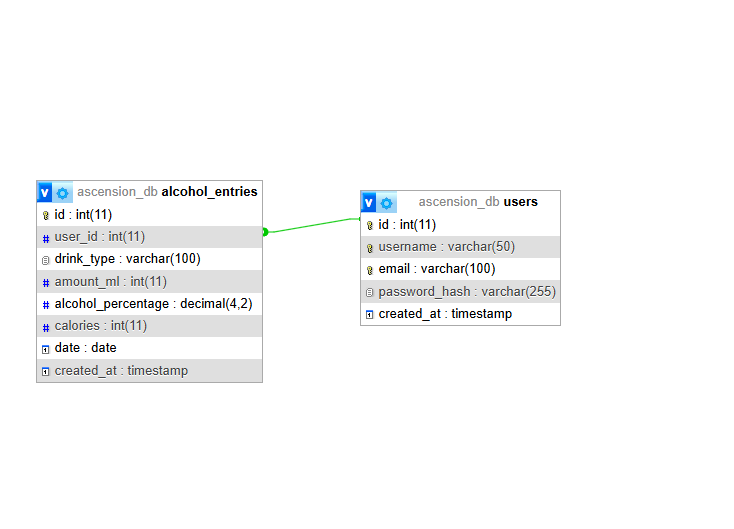 V ascension_db alcohol_entries
id : int(11)
# user_id : int(11)
drink_type : varchar(100)
# amount_ml : int(11)
# alcohol_percentage : decimal(4,2)
# calories : int(11)
date : date
created_at : timestamp
V ascension_db users
id : int(11)
username : varchar(50)
email : varchar(100)
password_hash : varchar(255)
created_at : timestamp